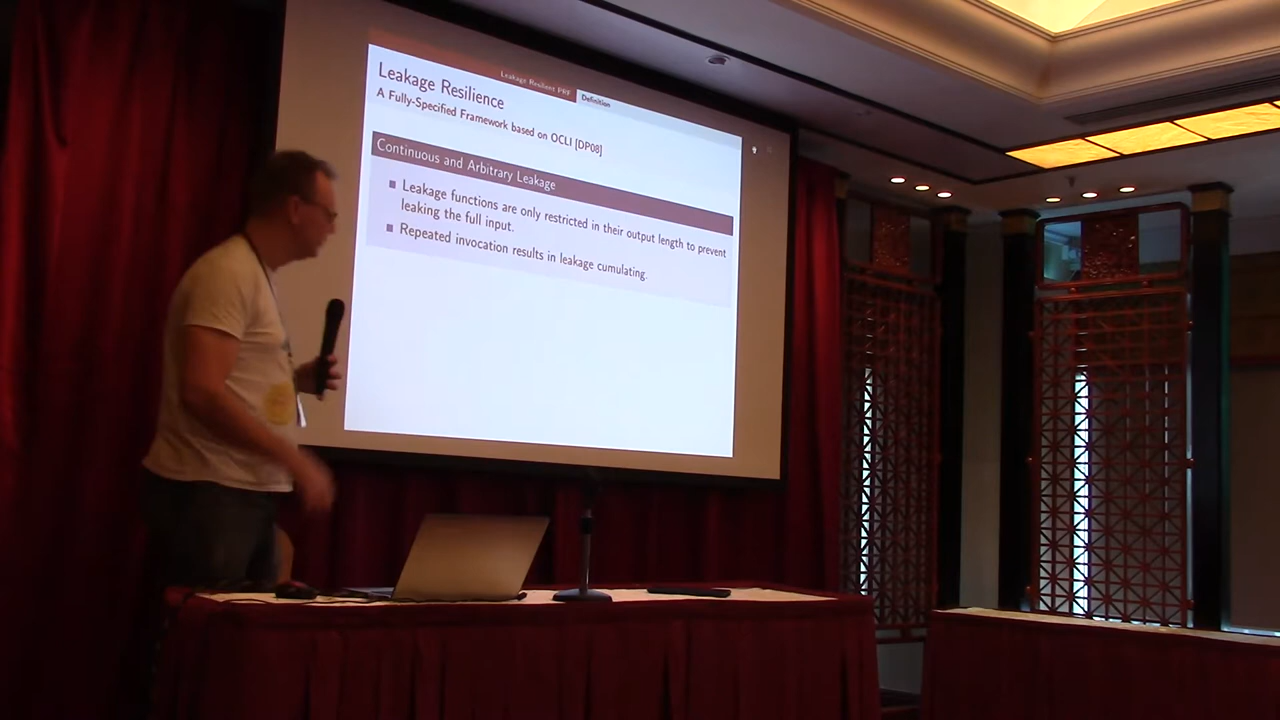 Leakage Resilient PRF Definition
Leakage Resilience
A Fully-Specified Framework based on OCLI [DP08]
Continuous and Arbitrary Leakage
Leakage functions are only restricted in their output length to prevent
leaking the full input.
Repeated invocation results in leakage cumulating.